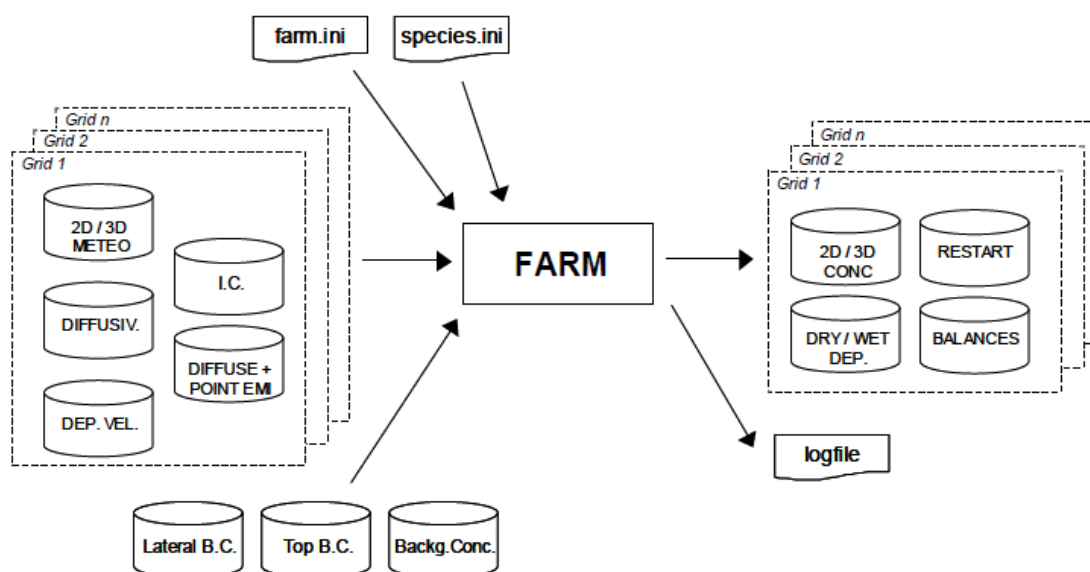 farm.ini
species.ini
Grid n
Grid 2
Grid 1
2D / 3D
METEO
I.C.
DIFFUSIV.
DIFFUSE +
POINT EMI
DEP. VEL.
FARM
Grid n
Grid 2
Grid 1
2D / 3D
CONC
RESTART
DRY / WET
DEP.
BALANCES
logfile
Lateral B.C.
Top B.C.
Backg.Conc.